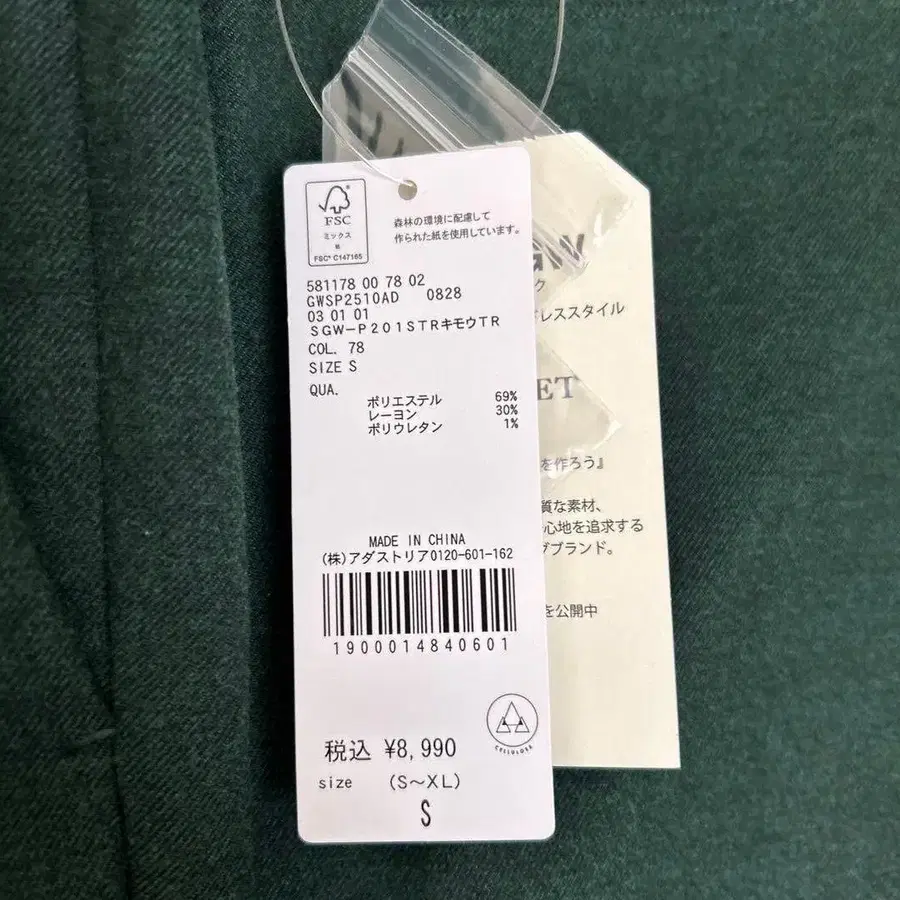 FSC
ミックス
紙
FSC® C147165
森林の環境に配慮して
作られた紙を使用しています。
581178 00 78 02
GWSP2510AD 0828
03 01 01
SGW-P201STRキモウTR
COL. 78
SIZE S
QUA.
ポリエステル 69%
レーヨン 30%
ポリウレタン 1%
MADE IN CHINA
(株)アダストリア0120-601-162
1900014840601
CELLULOSA
税込 ¥8,990
size (S~XL)
S
GW
ク
ドレススタイル
ET
を作ろう』
質な素材、
心地を追求する
グブランド。
を公開中